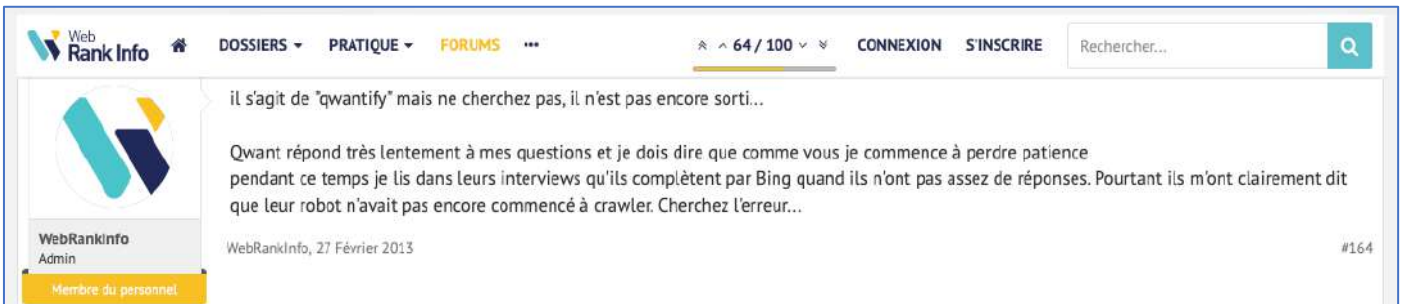 Web
Rank Info
DOSSIERS
PRATIQUE
FORUMS
64 / 100
CONNEXION
S'INSCRIRE
Rechercher...
il s'agit de "qwantify" mais ne cherchez pas, il n'est pas encore sorti...
Qwant répond très lentement à mes questions et je dois dire que comme vous je commence à perdre patience
pendant ce temps je lis dans leurs interviews qu'ils complètent par Bing quand ils n'ont pas assez de réponses. Pourtant ils m'ont clairement dit
que leur robot n'avait pas encore commencé à crawler. Cherchez l'erreur...
WebRankInfo
Admin
Membre du personnel
WebRankInfo, 27 Février 2013
#164